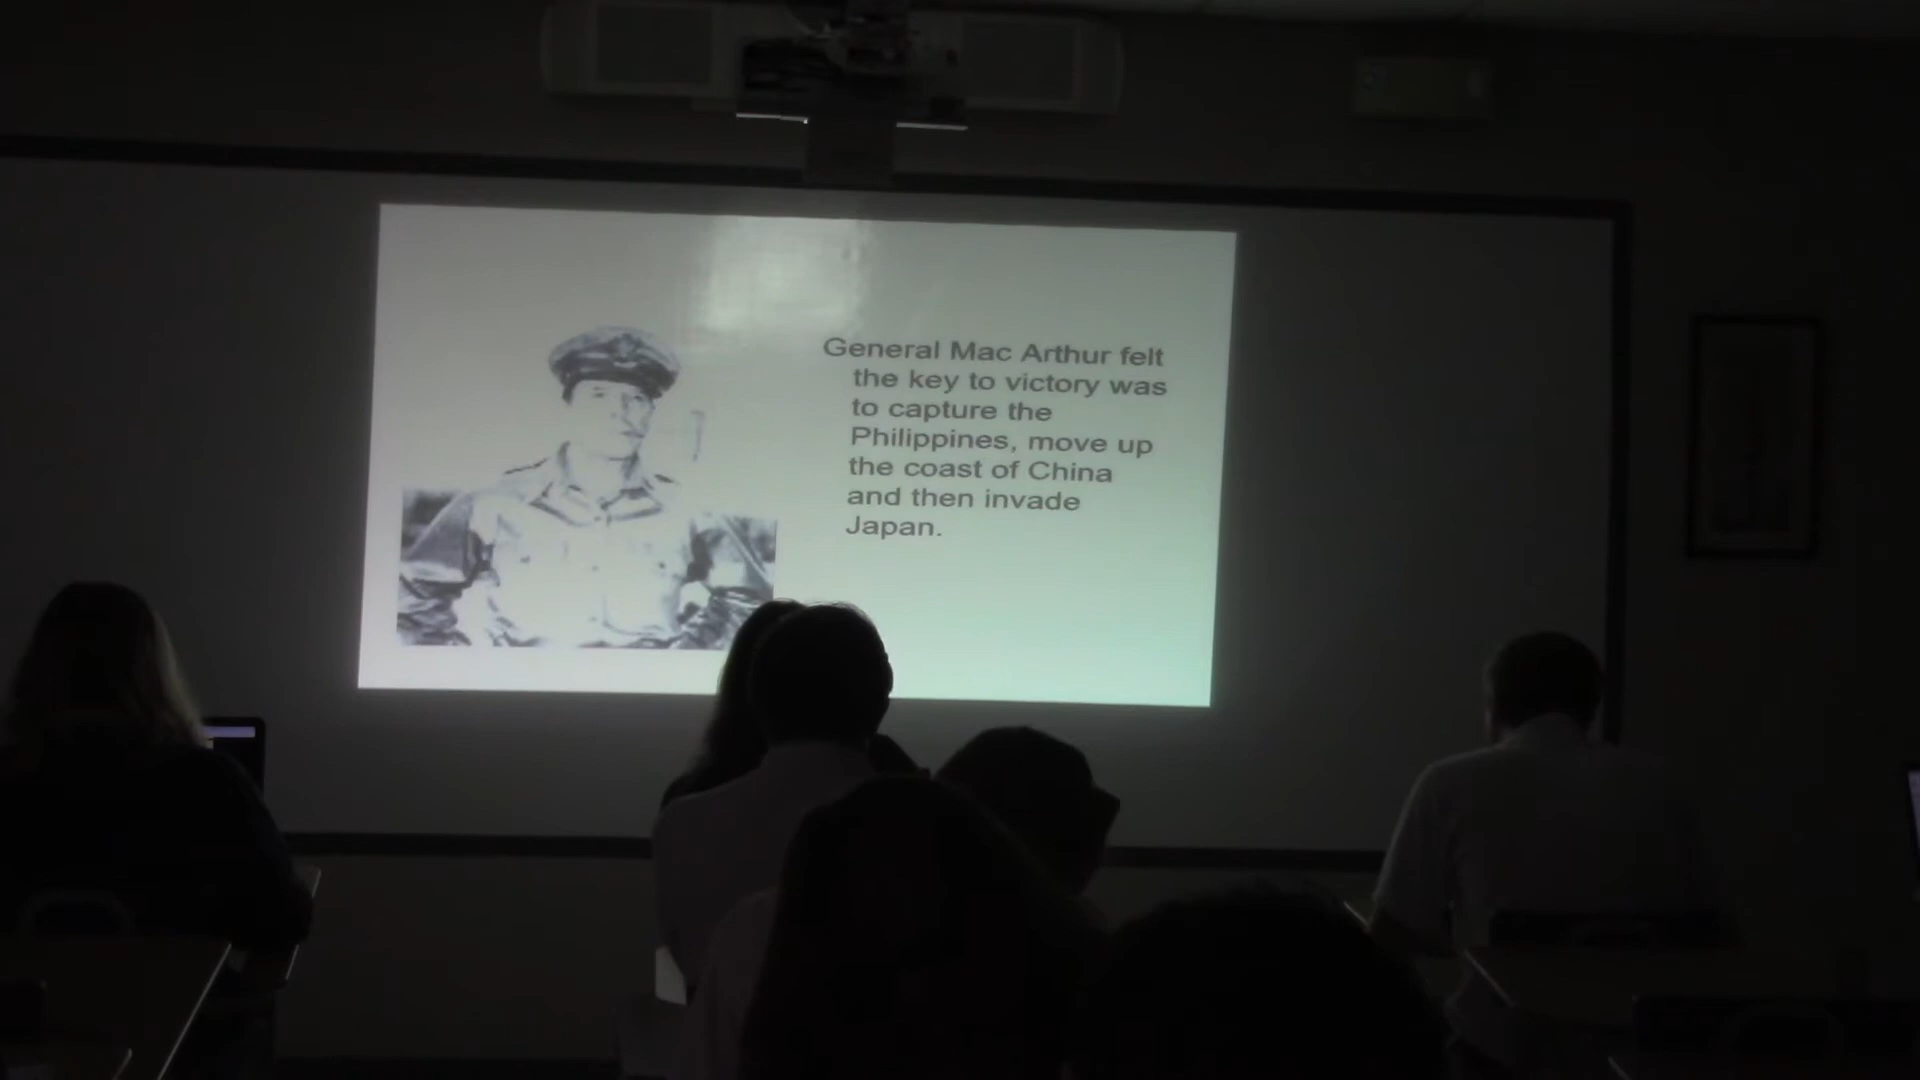 General Mac Arthur felt
the key to victory was
to capture the
Philippines, move up
the coast of China
and then invade
Japan.